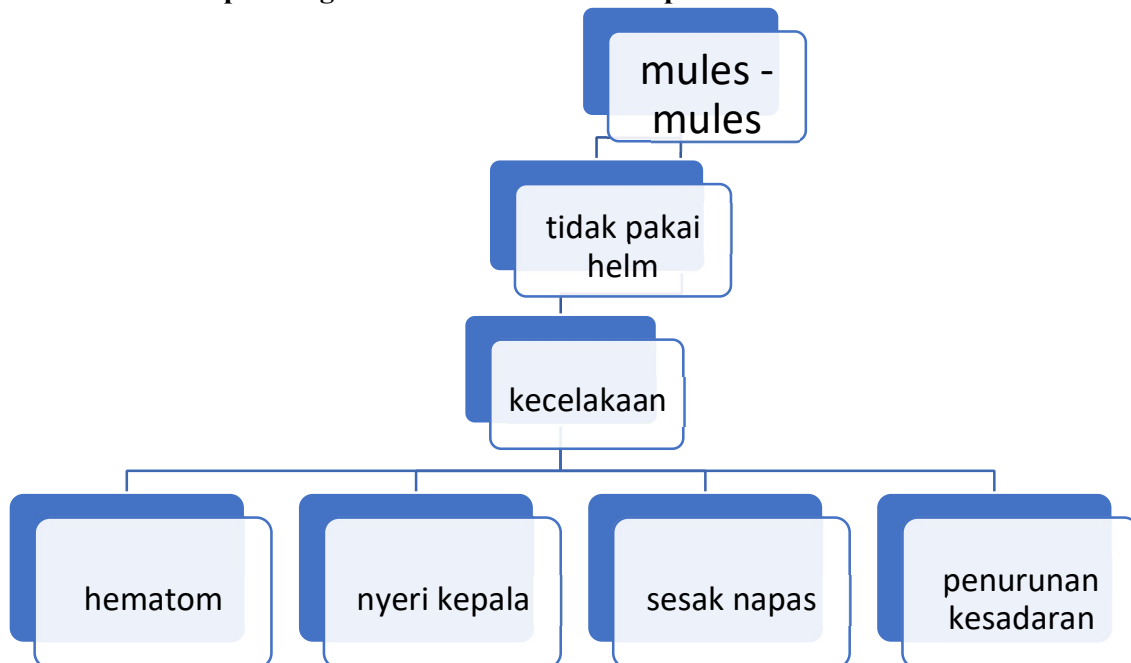 mules -
mules
tidak pakai
helm
kecelakaan
hematom
nyeri kepala
sesak napas
penurunan
kesadaran